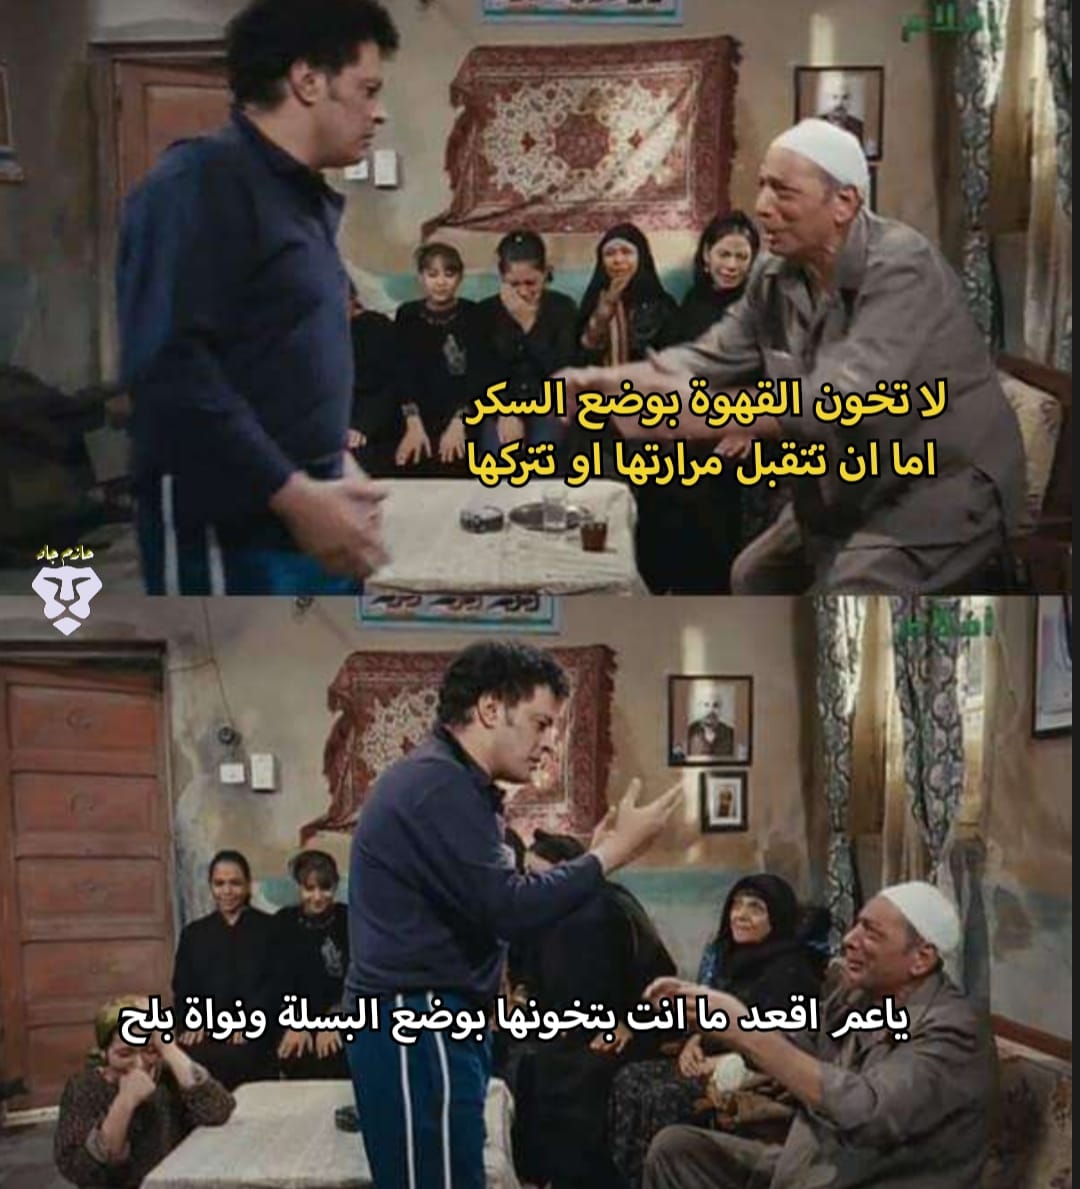 افلام
لا تخون القهوة بوضع السكر
اما ان تتقبل مرارتها او تتركها
حازم جاد
ياعم اقعد ما انت بتخونها بوضع البسلة ونواة بلح